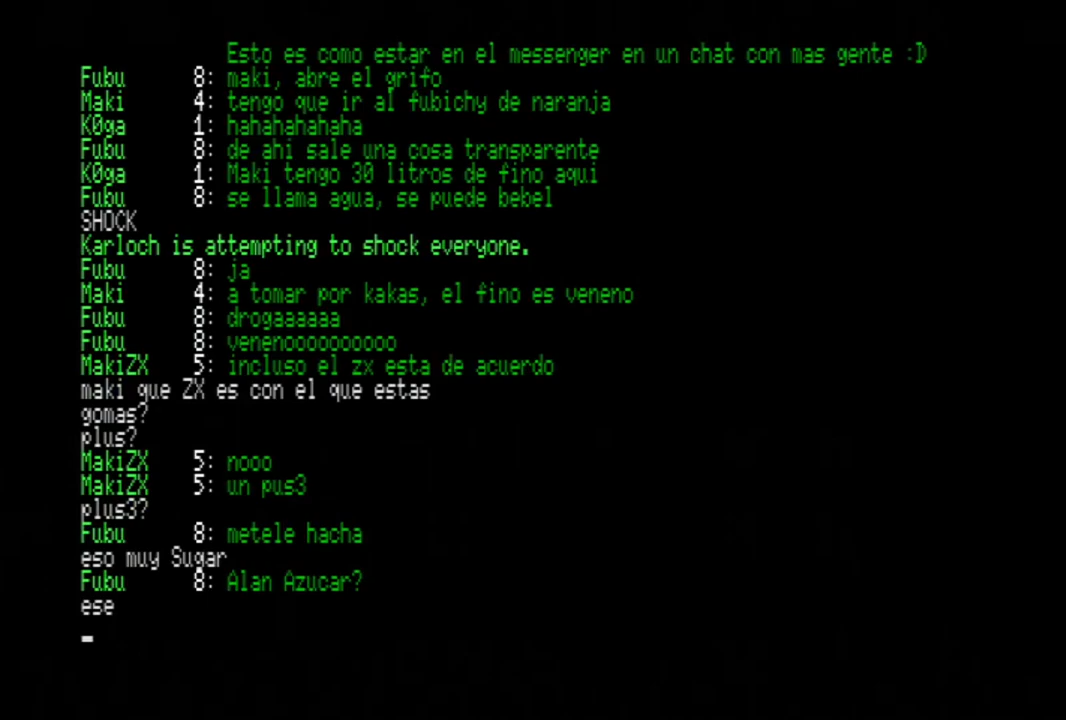 Esto es como estar en el messenger en un chat con mas gente :D
Fubu 8: maki, abre el grifo
Maki 4: tengo que ir al fubichy de naranja
K0ga 1: hahahahahaha
Fubu 8: de ahi sale una cosa transparente
K0ga 1: Maki tengo 30 litros de fino aqui
Fubu 8: se llama agua, se puede bebel
SHOCK
Karloch is attempting to shock everyone.
Fubu 8: ja
Maki 4: a tomar por kakas, el fino es veneno
Fubu 8: drogaaaaaa
Fubu 8: venenoooooooooo
MakiZX 5: incluso el zx esta de acuerdo
maki que ZX es con el que estas
gomas?
plus?
MakiZX 5: nooo
MakiZX 5: un pus3
plus3?
Fubu 8: metele hacha
eso muy Sugar
Fubu 8: Alan Azucar?
ese